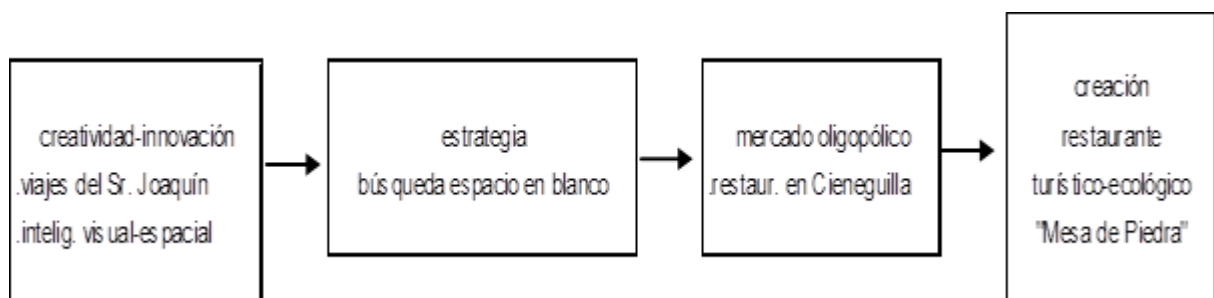 creatividad-innovación
.viajes del Sr. Joaquín
.intelig. visual-espacial
estrategia
búsqueda espacio en blanco
mercado oligopólico
.restaur. en Cieneguilla
creación
restaurante
turístico-ecológico
"Mesa de Piedra"